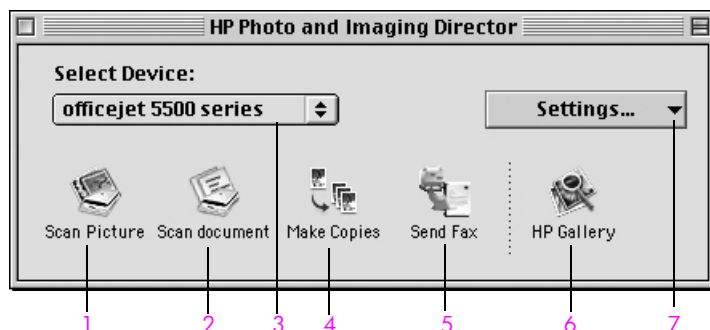 HP Photo and Imaging Director
Select Device:
officejet 5500 series
Settings...
Scan Picture
Scan document
Make Copies
Send Fax
HP Gallery
1 2 3 4 5 6 7